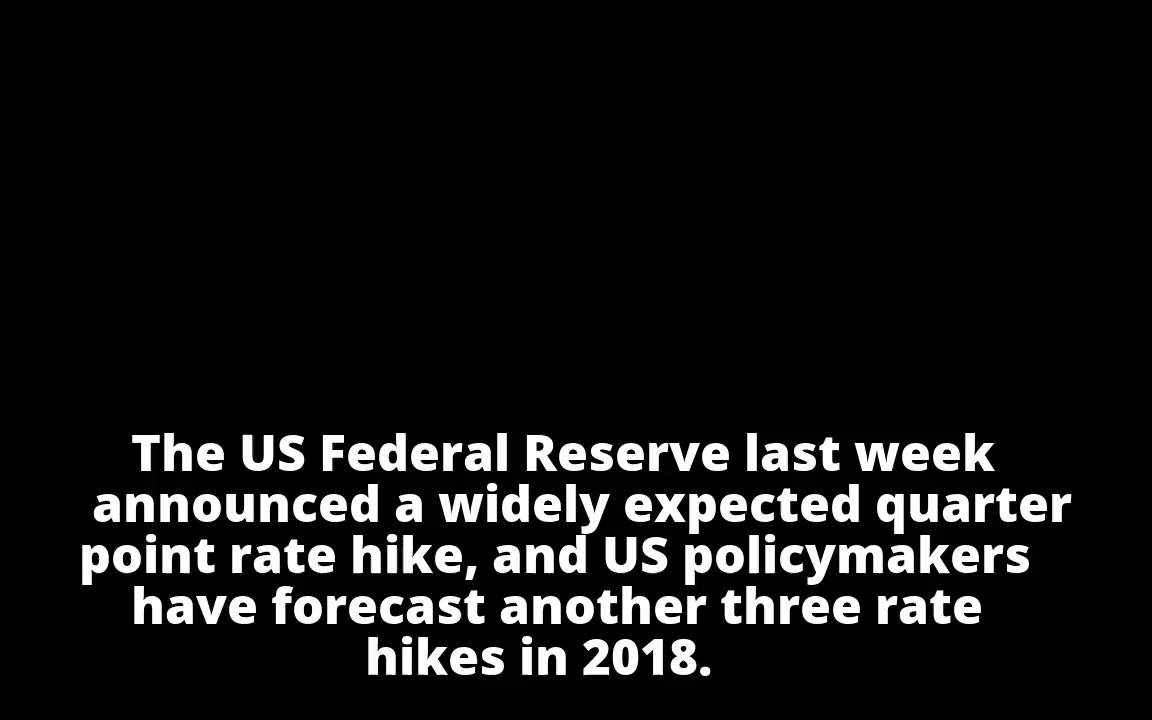 The US Federal Reserve last week
announced a widely expected quarter
point rate hike, and US policymakers
have forecast another three rate
hikes in 2018.